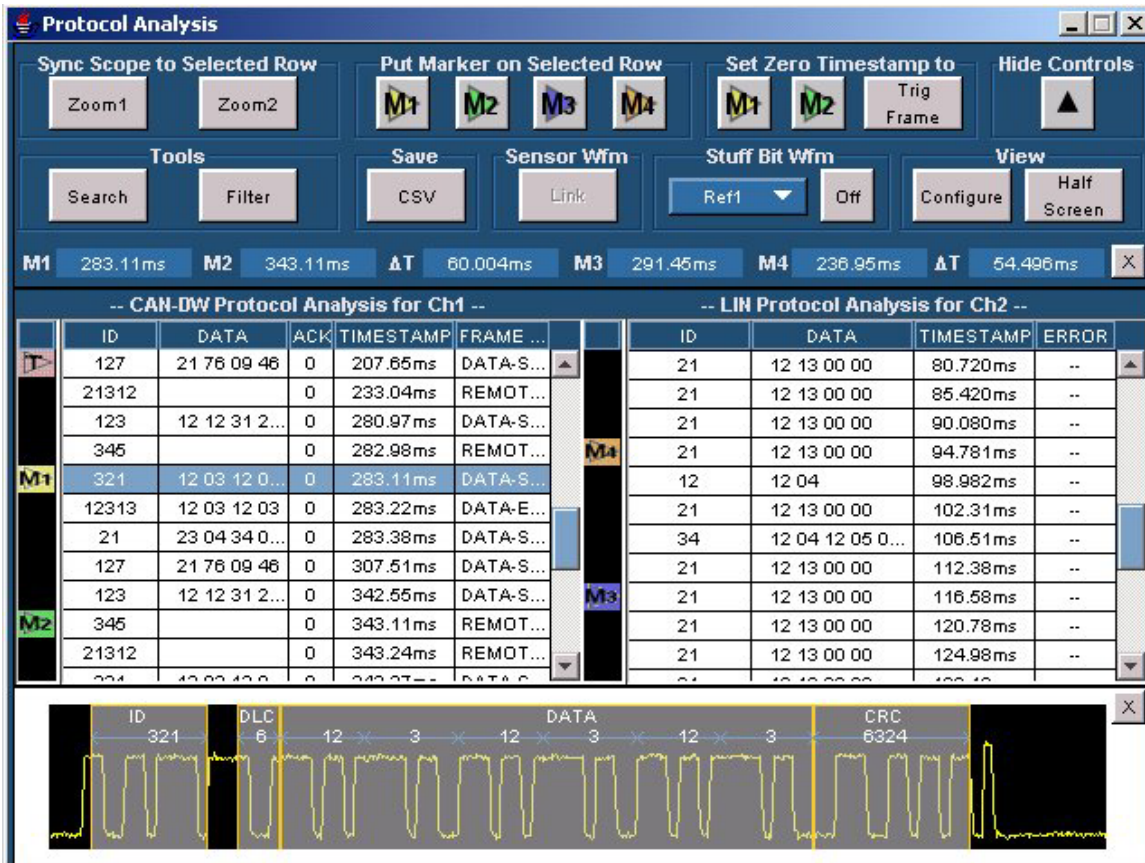 Protocol Analysis
Sync Scope to Selected Row Put Marker on Selected Row Set Zero Timestamp to Hide Controls
Zoom1 Zoom2 M1 M2 M3 M4 M1 M2 Trig Frame
Tools Save Sensor Wfm Stuff Bit Wfm View
Search Filter CSV Link Ref1 Off Configure Half Screen
M1 283.11ms M2 343.11ms ΔT 60.004ms M3 291.45ms M4 236.95ms ΔT 54.496ms X
-- CAN-DW Protocol Analysis for Ch1 -- -- LIN Protocol Analysis for Ch2 --
ID DATA ACK TIMESTAMP FRAME ... ID DATA TIMESTAMP ERROR
T 127 21 76 09 46 0 207.65ms DATA-S... 21 12 13 00 00 80.720ms --
21312 0 233.04ms REMOT... 21 12 13 00 00 85.420ms --
123 12 12 31 2... 0 280.97ms DATA-S... 21 12 13 00 00 90.080ms --
345 0 282.98ms REMOT... M4 21 12 13 00 00 94.781ms --
M1 321 12 03 12 0... 0 283.11ms DATA-S... 12 12 04 98.982ms --
12313 12 03 12 03 0 283.22ms DATA-E... 21 12 13 00 00 102.31ms --
21 23 04 34 0... 0 283.38ms DATA-S... 34 12 04 12 05 0... 106.51ms --
127 21 76 09 46 0 307.51ms DATA-S... 21 12 13 00 00 112.38ms --
123 12 12 31 2... 0 342.55ms DATA-S... M3 21 12 13 00 00 116.58ms --
M2 345 0 343.11ms REMOT... 21 12 13 00 00 120.78ms --
21312 0 343.24ms REMOT... 21 12 13 00 00 124.98ms --
X
ID DLC DATA CRC
321 6 12 3 12 3 12 3 6324